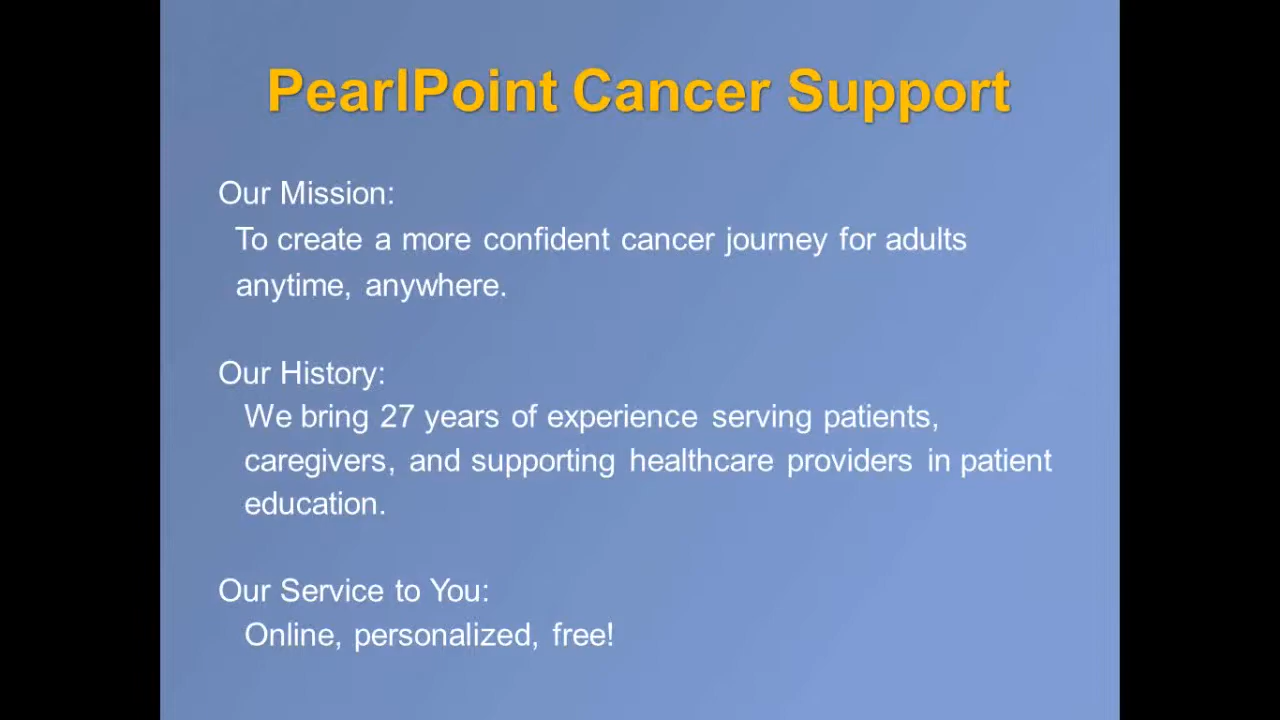 PearlPoint Cancer Support
Our Mission:
To create a more confident cancer journey for adults
anytime, anywhere.
Our History:
We bring 27 years of experience serving patients,
caregivers, and supporting healthcare providers in patient
education.
Our Service to You:
Online, personalized, free!